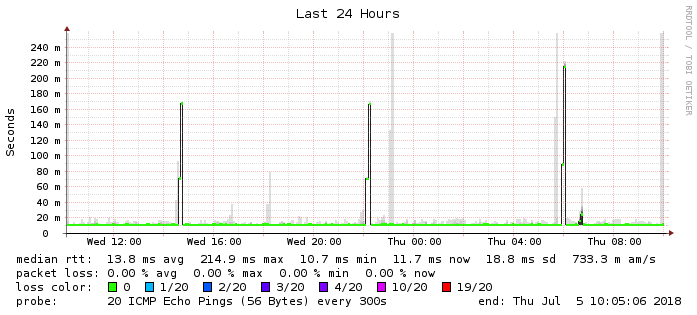 Last 24 Hours
RRDTOOL / TOBI OETIKER
Seconds
240 m
220 m
200 m
180 m
160 m
140 m
120 m
100 m
80 m
60 m
40 m
20 m
0
Wed 12:00 Wed 16:00 Wed 20:00 Thu 00:00 Thu 04:00 Thu 08:00
median rtt: 13.8 ms avg 214.9 ms max 10.7 ms min 11.7 ms now 18.8 ms sd 733.3 m am/s
packet loss: 0.00 % avg 0.00 % max 0.00 % min 0.00 % now
loss color: 0 1/20 2/20 3/20 4/20 10/20 19/20
probe: 20 ICMP Echo Pings (56 Bytes) every 300s end: Thu Jul 5 10:05:06 2018